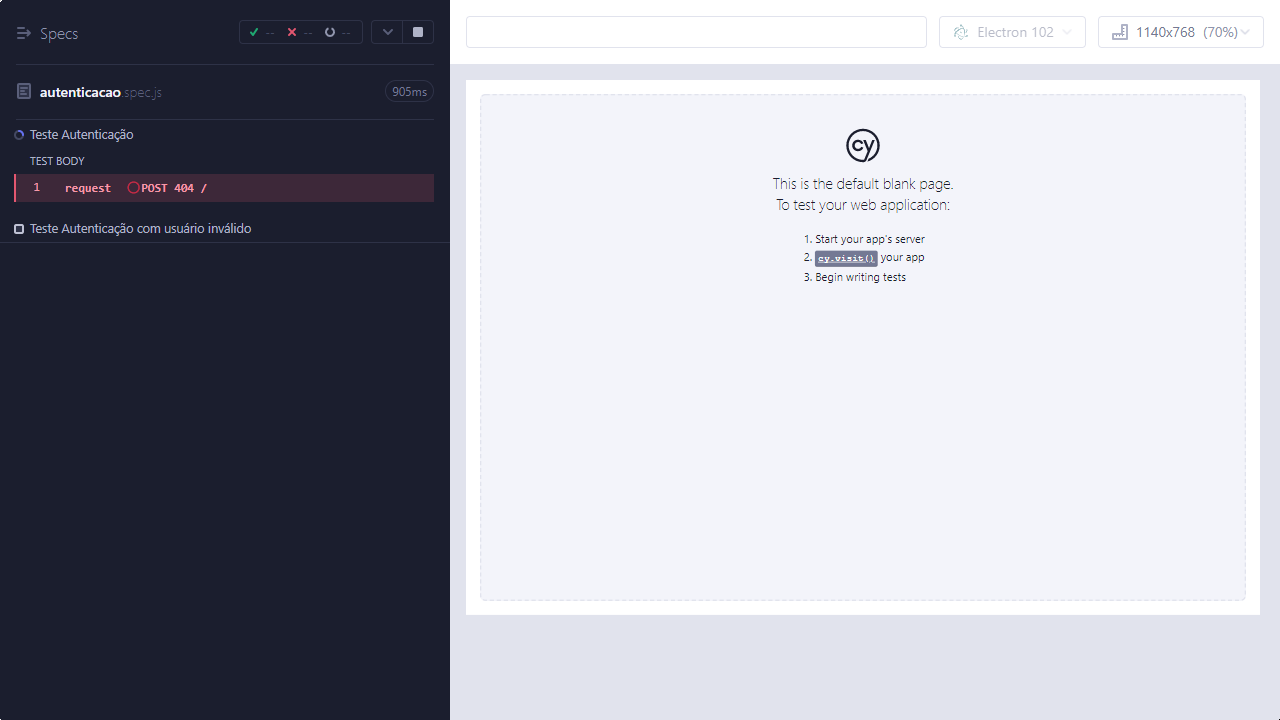 Specs
--
--
--
autenticacao.spec.js
905ms
Teste Autenticação
TEST BODY
1 request POST 404 /
Teste Autenticação com usuário inválido
Electron 102
1140x768 (70%)
cy
This is the default blank page.
To test your web application:
1. Start your app's server
2. cy.visit() your app
3. Begin writing tests